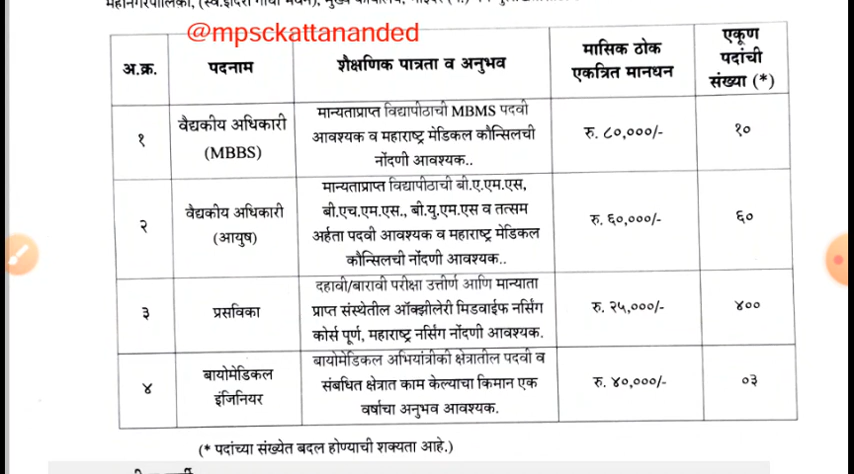 महानगरपालिका, (स्व.इंदिरा गांधी भवन), मुख्य कार्यालय,
@mpsckattananded
अ.क्र. पदनाम शैक्षणिक पात्रता व अनुभव मासिक ठोक एकत्रित मानधन एकूण पदांची संख्या (*)
१ वैद्यकीय अधिकारी (MBBS) मान्यताप्राप्त विद्यापीठाची MBMS पदवी
आवश्यक व महाराष्ट्र मेडिकल कौन्सिलची
नोंदणी आवश्यक.. रु. ८०,०००/- १०
२ वैद्यकीय अधिकारी (आयुष) मान्यताप्राप्त विद्यापीठाची बी.ए.एम.एस,
बी.एच.एम.एस., बी.यु.एम.एस व तत्सम
अर्हता पदवी आवश्यक व महाराष्ट्र मेडिकल
कौन्सिलची नोंदणी आवश्यक.. रु. ६०,०००/- ६०
३ प्रसविका दहावी/बारावी परीक्षा उत्तीर्ण आणि मान्याता
प्राप्त संस्थेतील ऑक्झीलेरी मिडवाईफ नर्सिंग
कोर्स पूर्ण, महाराष्ट्र नर्सिंग नोंदणी आवश्यक. रु. २५,०००/- ४००
४ बायोमेडिकल इंजिनियर बायोमेडिकल अभियांत्रीकी क्षेत्रातील पदवी व
संबधित क्षेत्रात काम केल्याचा किमान एक
वर्षाचा अनुभव आवश्यक. रु. ४०,०००/- ०३
(* पदांच्या संख्येत बदल होण्याची शक्यता आहे.)